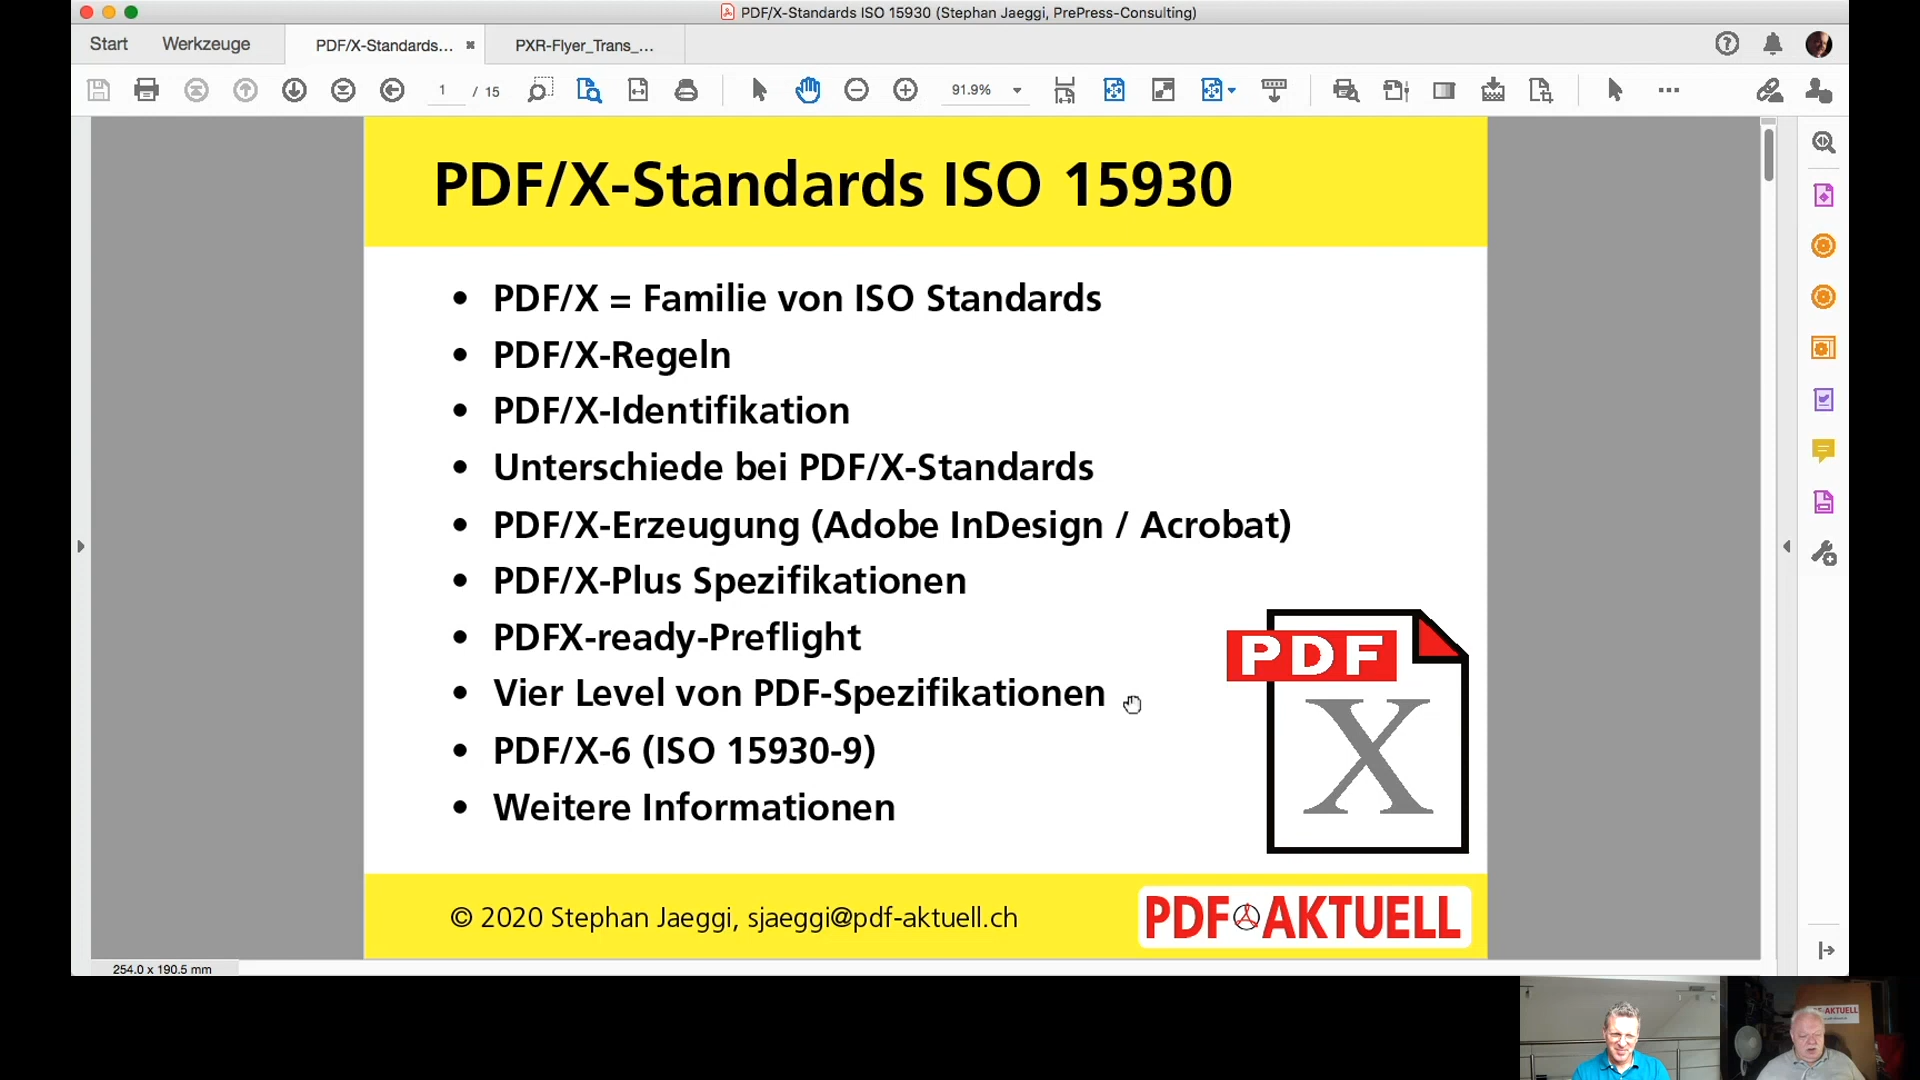 PDF/X-Standards ISO 15930 (Stephan Jaeggi, PrePress-Consulting)
Start
Werkzeuge
PDF/X-Standards...
PXR-Flyer_Trans_...
1 / 15
91.9%
PDF/X-Standards ISO 15930
• PDF/X = Familie von ISO Standards
• PDF/X-Regeln
• PDF/X-Identifikation
• Unterschiede bei PDF/X-Standards
• PDF/X-Erzeugung (Adobe InDesign / Acrobat)
• PDF/X-Plus Spezifikationen
• PDFX-ready-Preflight
• Vier Level von PDF-Spezifikationen
• PDF/X-6 (ISO 15930-9)
• Weitere Informationen
PDF
X
© 2020 Stephan Jaeggi, sjaeggi@pdf-aktuell.ch
PDF AKTUELL
254.0 x 190.5 mm
AKTUELL